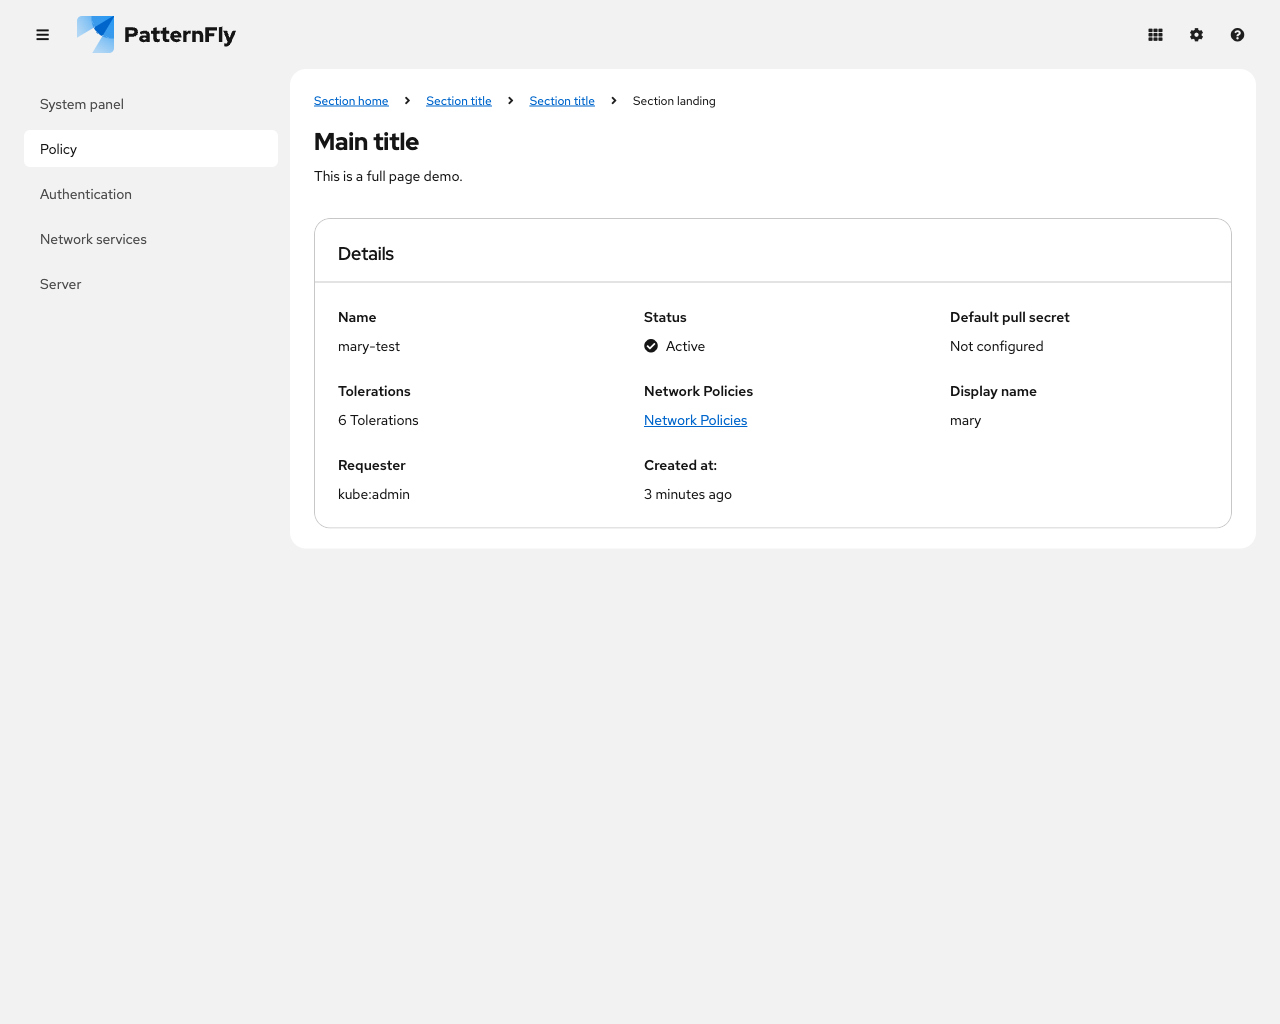 PatternFly
System panel
Policy
Authentication
Network services
Server
Section home
Section title
Section title
Section landing
Main title
This is a full page demo.
Details
Name
mary-test
Status
Active
Default pull secret
Not configured
Tolerations
6 Tolerations
Network Policies
Network Policies
Display name
mary
Requester
kube:admin
Created at:
3 minutes ago